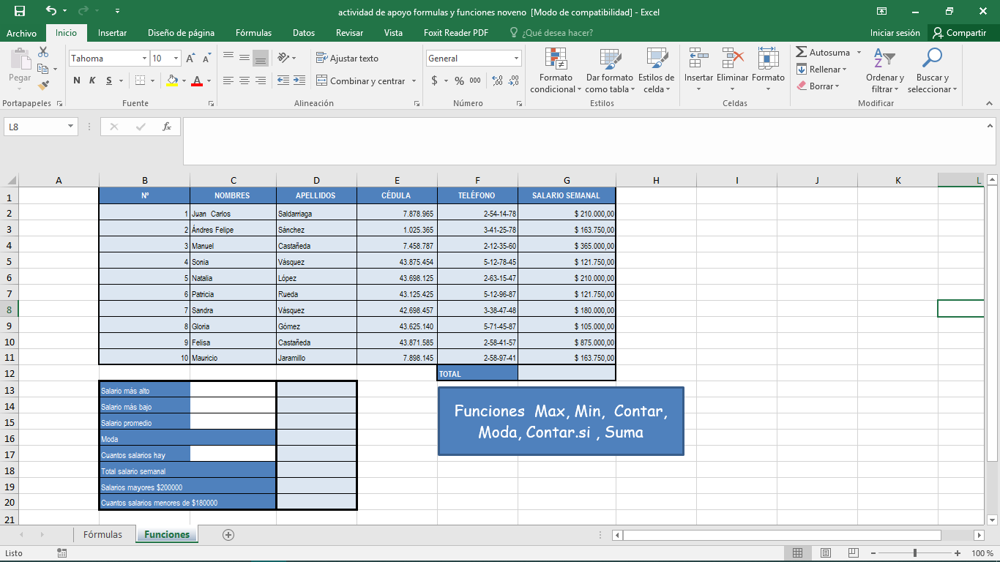 actividad de apoyo formulas y funciones noveno [Modo de compatibilidad] - Excel
Archivo Inicio Insertar Diseño de página Fórmulas Datos Revisar Vista Foxit Reader PDF ¿Qué desea hacer? Iniciar sesión Compartir
Pegar Tahoma 10 A A Ajustar texto General Formato condicional Dar formato como tabla Estilos de celda Insertar Eliminar Formato Autosuma Rellenar Borrar Ordenar y filtrar Buscar y seleccionar
N K S A Combinar y centrar $ % 000
Portapapeles Fuente Alineación Número Estilos Celdas Modificar
L8 fx
A B C D E F G H I J K L
1 Nº NOMBRES APELLIDOS CÉDULA TELÉFONO SALARIO SEMANAL
2 1 Juan Carlos Saldarriaga 7.878.965 2-54-14-78 $ 210.000,00
3 2 Ándres Felipe Sánchez 1.025.365 3-41-25-78 $ 163.750,00
4 3 Manuel Castañeda 7.458.787 2-12-35-60 $ 365.000,00
5 4 Sonia Vásquez 43.875.454 5-12-78-45 $ 121.750,00
6 5 Natalia López 43.698.125 2-63-15-47 $ 210.000,00
7 6 Patricia Rueda 43.125.425 5-12-96-87 $ 121.750,00
8 7 Sandra Vásquez 42.698.457 3-38-47-48 $ 180.000,00
9 8 Gloria Gómez 43.625.140 5-71-45-87 $ 105.000,00
10 9 Felisa Castañeda 43.871.585 2-58-41-57 $ 875.000,00
11 10 Mauricio Jaramillo 7.898.145 2-58-97-41 $ 163.750,00
12 TOTAL
13 Salario más alto
14 Salario más bajo
15 Salario promedio
16 Moda
17 Cuantos salarios hay
18 Total salario semanal
19 Salarios mayores $200000
20 Cuantos salarios menores de $180000
21
Funciones Max, Min, Contar,
Moda, Contar.si , Suma
Fórmulas Funciones
Listo 100 %